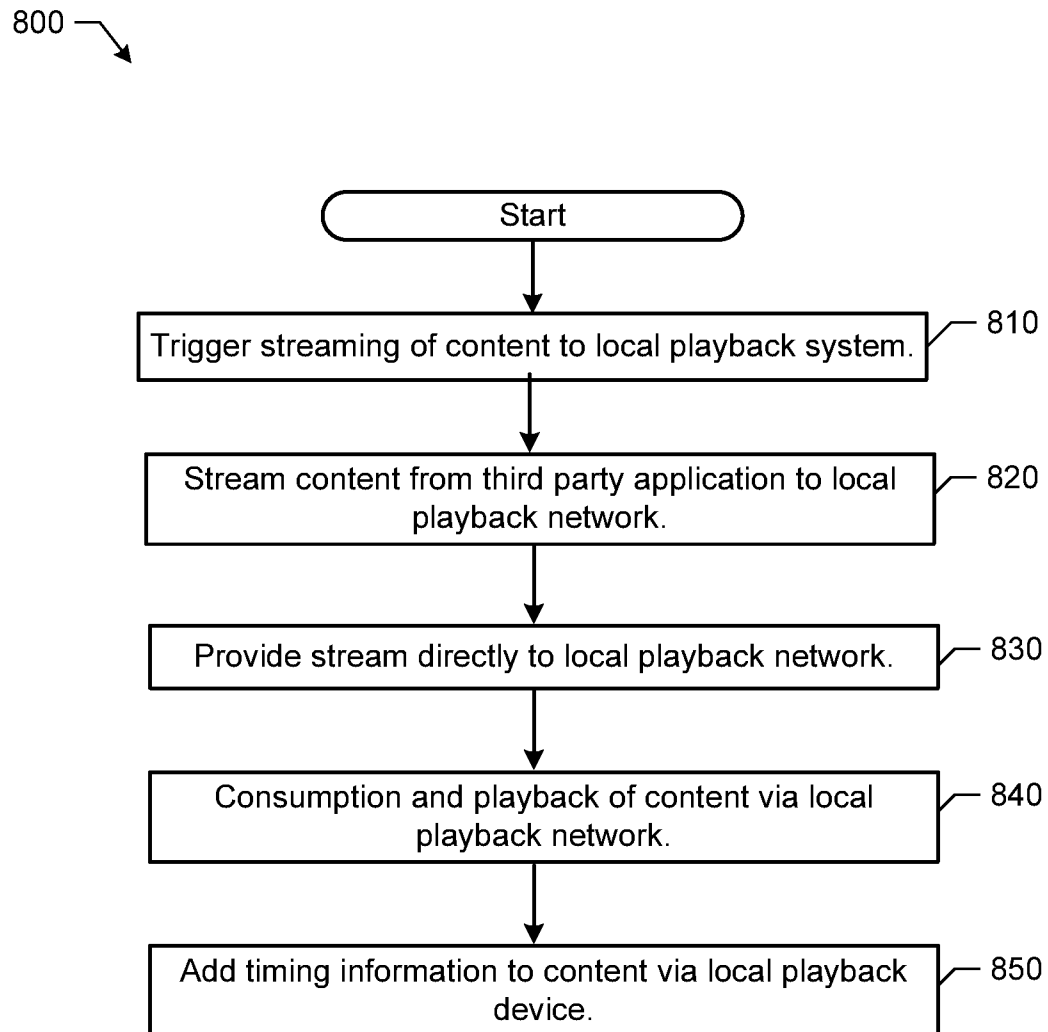 800
Start
Trigger streaming of content to local playback system.
810
Stream content from third party application to local
playback network.
820
Provide stream directly to local playback network.
830
Consumption and playback of content via local
playback network.
840
Add timing information to content via local playback
device.
850